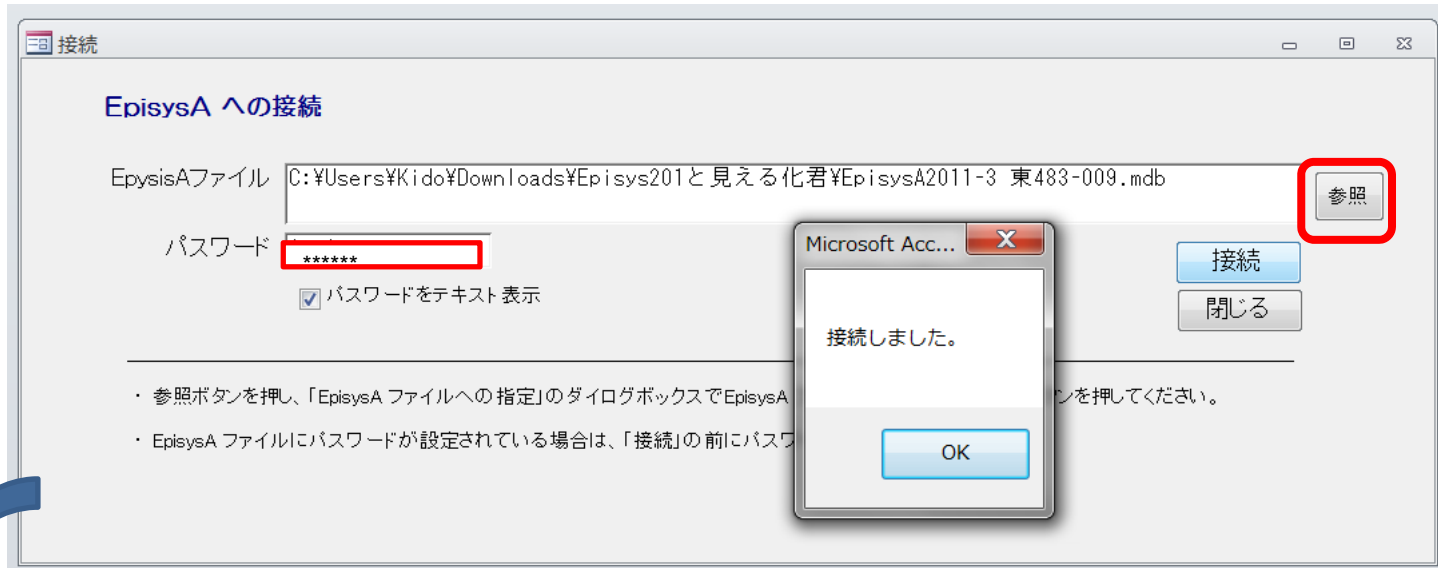 接続
EpisysA への接続
EpysisAファイル C:¥Users¥Kido¥Downloads¥Episys201と見える化君¥EpisysA2011-3 東483-009.mdb 参照
パスワード ******
Microsoft Acc...
接続
パスワードをテキスト表示
閉じる
接続しました。
・ 参照ボタンを押し、「EpisysA ファイルへの指定」のダイアログボックスでEpisysA ンを押してください。
・ EpisysA ファイルにパスワードが設定されている場合は、「接続」の前にパスワ
OK